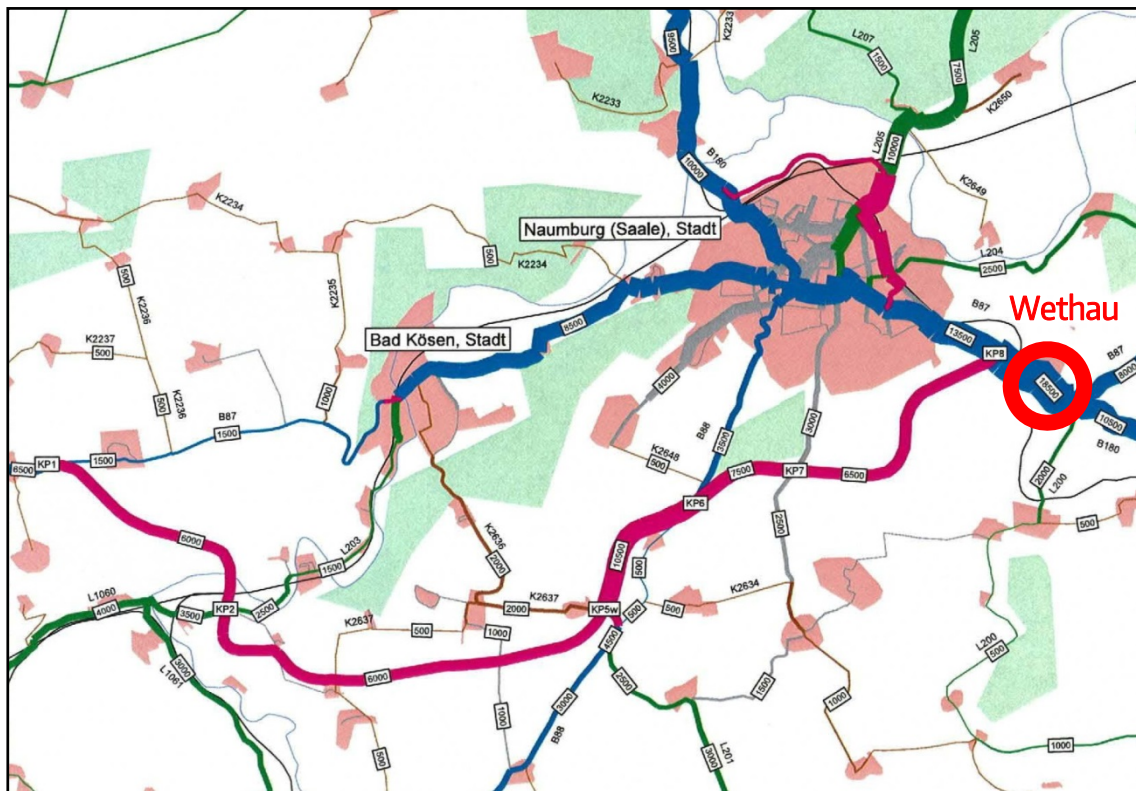 K2233
9500
L207
1500
L205
7500
K2233
K2650
B180
10000
L205
10000
K2649
K2234
Naumburg (Saale), Stadt
500
K2234
L204
2500
500
K2236
K2235
B87
Wethau
8500
13500
KP8
B87
8000
K2237
500
Bad Kösen, Stadt
18500
500
K2236
1000
4000
10500
B180
B87
1500
B88
3500
3000
6500
KP1
1500
K2648
500
7500
KP7
6500
2000
L200
KP6
500
K2636
2000
2500
6000
L203
1500
10500
500
L1060
4000
3500
KP2
2500
K2637
2000
KP5w
500
500
K2634
K2637
500
1000
4500
L200
500
3000
L1061
6000
2500
1500
3000
B88
1000
1000
500
L201
3000
1000